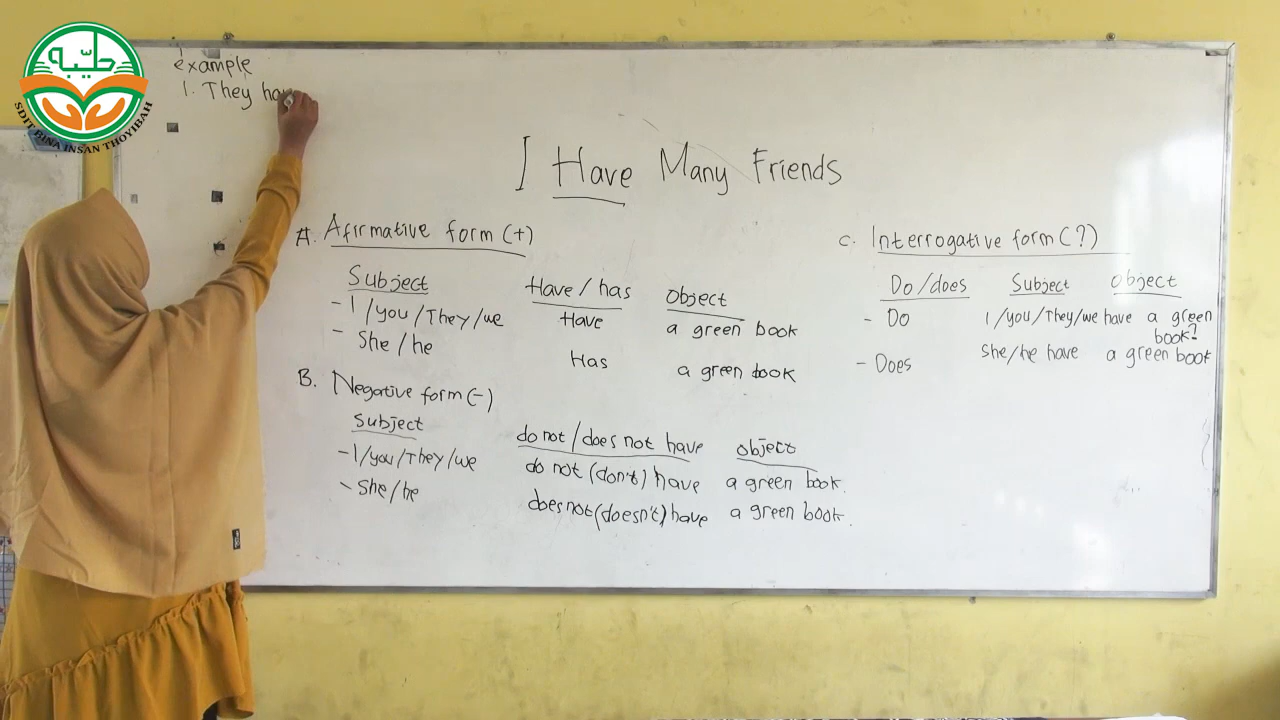 طيّبة
SDIT BINA INSAN THOYIBAH
example
1. They ha
I Have Many Friends
A. Afirmative form (+)
Subject Have / has Object
- I / you / They / we Have a green book
- she / he Has a green book
B. Negative form (-)
Subject do not / does not have object
- I / you / They / we do not (don't) have a green book.
- she / he does not (doesn't) have a green book.
C. Interrogative form (?)
Do / does Subject Object
- Do I / you / They / we have a green
book?
- Does she / he have a green book